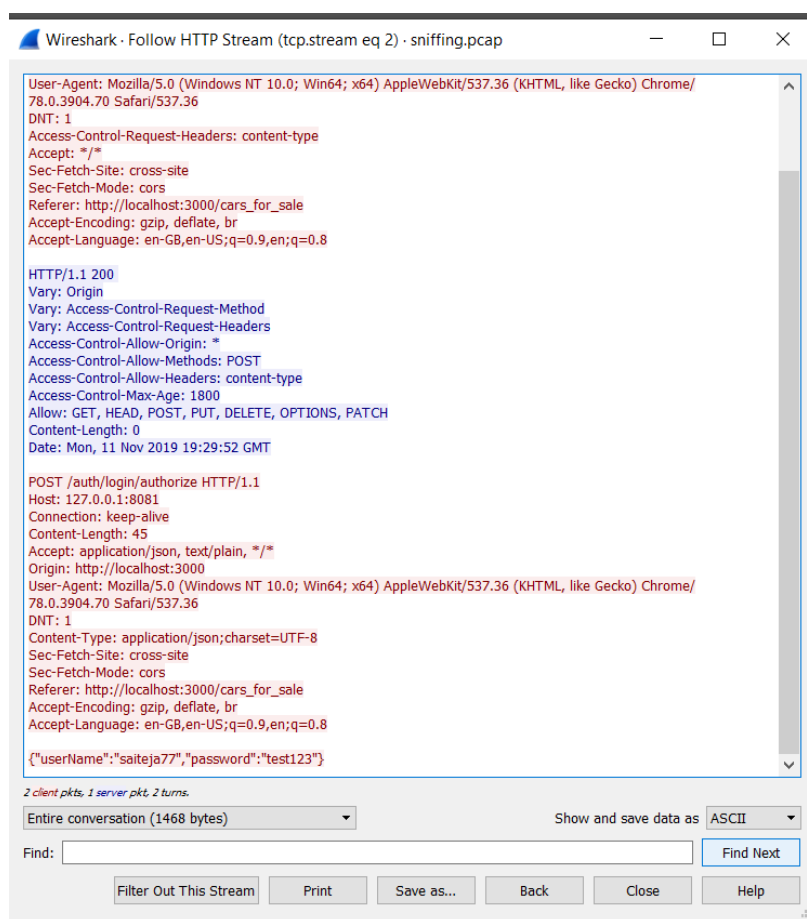 Wireshark · Follow HTTP Stream (tcp.stream eq 2) · sniffing.pcap
User-Agent: Mozilla/5.0 (Windows NT 10.0; Win64; x64) AppleWebKit/537.36 (KHTML, like Gecko) Chrome/
78.0.3904.70 Safari/537.36
DNT: 1
Access-Control-Request-Headers: content-type
Accept: */*
Sec-Fetch-Site: cross-site
Sec-Fetch-Mode: cors
Referer: http://localhost:3000/cars_for_sale
Accept-Encoding: gzip, deflate, br
Accept-Language: en-GB,en-US;q=0.9,en;q=0.8
HTTP/1.1 200
Vary: Origin
Vary: Access-Control-Request-Method
Vary: Access-Control-Request-Headers
Access-Control-Allow-Origin: *
Access-Control-Allow-Methods: POST
Access-Control-Allow-Headers: content-type
Access-Control-Max-Age: 1800
Allow: GET, HEAD, POST, PUT, DELETE, OPTIONS, PATCH
Content-Length: 0
Date: Mon, 11 Nov 2019 19:29:52 GMT
POST /auth/login/authorize HTTP/1.1
Host: 127.0.0.1:8081
Connection: keep-alive
Content-Length: 45
Accept: application/json, text/plain, */*
Origin: http://localhost:3000
User-Agent: Mozilla/5.0 (Windows NT 10.0; Win64; x64) AppleWebKit/537.36 (KHTML, like Gecko) Chrome/
78.0.3904.70 Safari/537.36
DNT: 1
Content-Type: application/json;charset=UTF-8
Sec-Fetch-Site: cross-site
Sec-Fetch-Mode: cors
Referer: http://localhost:3000/cars_for_sale
Accept-Encoding: gzip, deflate, br
Accept-Language: en-GB,en-US;q=0.9,en;q=0.8
{"userName":"saiteja77","password":"test123"}
2 client pkts, 1 server pkt, 2 turns.
Entire conversation (1468 bytes) Show and save data as ASCII
Find: Find Next
Filter Out This Stream Print Save as... Back Close Help